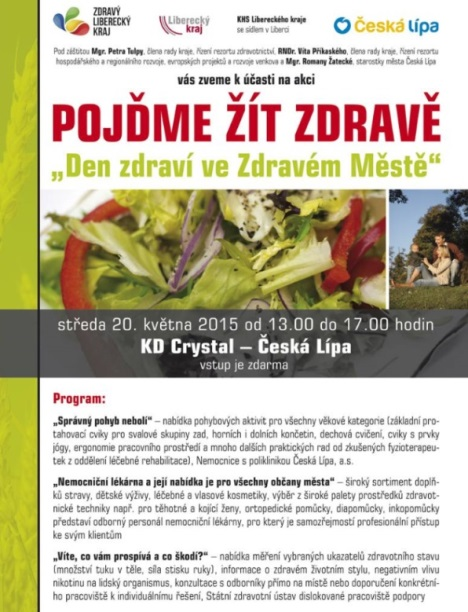 ZDRAVÝ
LIBERECKÝ
KRAJ
Liberecký
kraj
KHS Libereckého kraje
se sídlem v Liberci
Česká lípa
Pod záštitou Mgr. Petra Tulpy, člena rady kraje, řízení rezortu zdravotnictví, RNDr. Víta Příkaského, člena rady kraje, řízení rezortu
hospodářského a regionálního rozvoje, evropských projektů a rozvoje venkova a Mgr. Romany Žatecké, starostky města Česká Lípa
vás zveme k účasti na akci
POJĎME ŽÍT ZDRAVĚ
„Den zdraví ve Zdravém Městě“
středa 20. května 2015 od 13.00 do 17.00 hodin
KD Crystal – Česká Lípa
vstup je zdarma
Program:
„Správný pohyb nebolí“ – nabídka pohybových aktivit pro všechny věkové kategorie (základní pro-
tahovací cviky pro svalové skupiny zad, horních i dolních končetin, dechová cvičení, cviky s prvky
jógy, ergonomie pracovního prostředí a mnoho dalších praktických rad od zkušených fyzioterapeu-
tek z oddělení léčebné rehabilitace), Nemocnice s poliklinikou Česká Lípa, a.s.
„Nemocniční lékárna a její nabídka je pro všechny občany města“ – široký sortiment doplň-
ků stravy, dětské výživy, léčebné a vlasové kosmetiky, výběr z široké palety prostředků zdravot-
nické techniky např. pro těhotné a kojící ženy, ortopedické pomůcky, diapomůcky, inkopomůcky
představí odborný personál nemocniční lékárny, pro který je samozřejmostí profesionální přístup
ke svým klientům
„Víte, co vám prospívá a co škodí?“ – nabídka měření vybraných ukazatelů zdravotního stavu
(množství tuku v těle, síla stisku ruky), informace o zdravém životním stylu, negativním vlivu
nikotinu na lidský organismus, konzultace s odborníky přímo na místě nebo doporučení konkrétní-
ho pracoviště k individuálnímu řešení, Státní zdravotní ústav dislokované pracoviště podpory